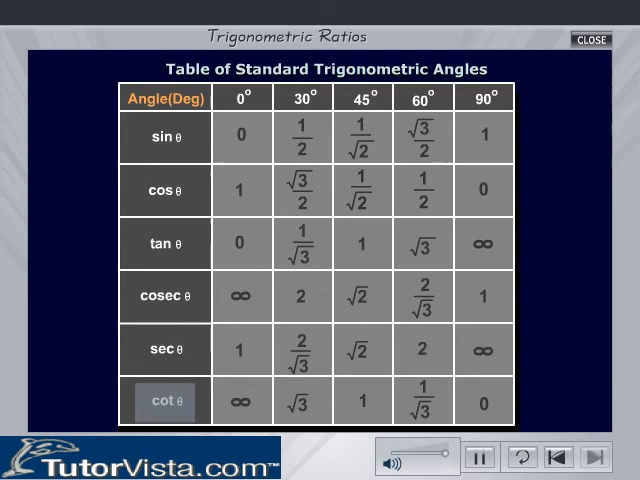 Trigonometric Ratios
CLOSE
Table of Standard Trigonometric Angles
Angle(Deg) 0° 30° 45° 60° 90°
sin θ 0 1/2 1/√2 √3/2 1
cos θ 1 √3/2 1/√2 1/2 0
tan θ 0 1/√3 1 √3 ∞
cosec θ ∞ 2 √2 2/√3 1
sec θ 1 2/√3 √2 2 ∞
cot θ ∞ √3 1 1/√3 0
TutorVista.com™